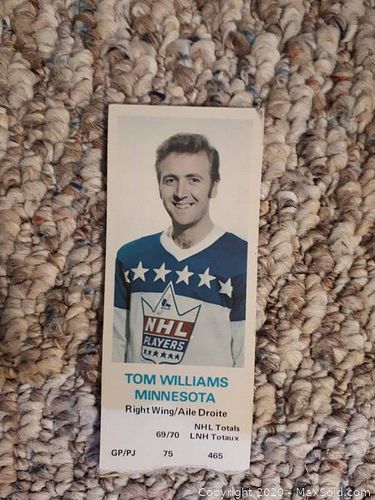 NHL
PLAYERS
TOM WILLIAMS
MINNESOTA
Right Wing/Aile Droite
NHL Totals
69/70 LNH Totaux
GP/PJ 75 465
Copyright 2020 - MaxSold.com